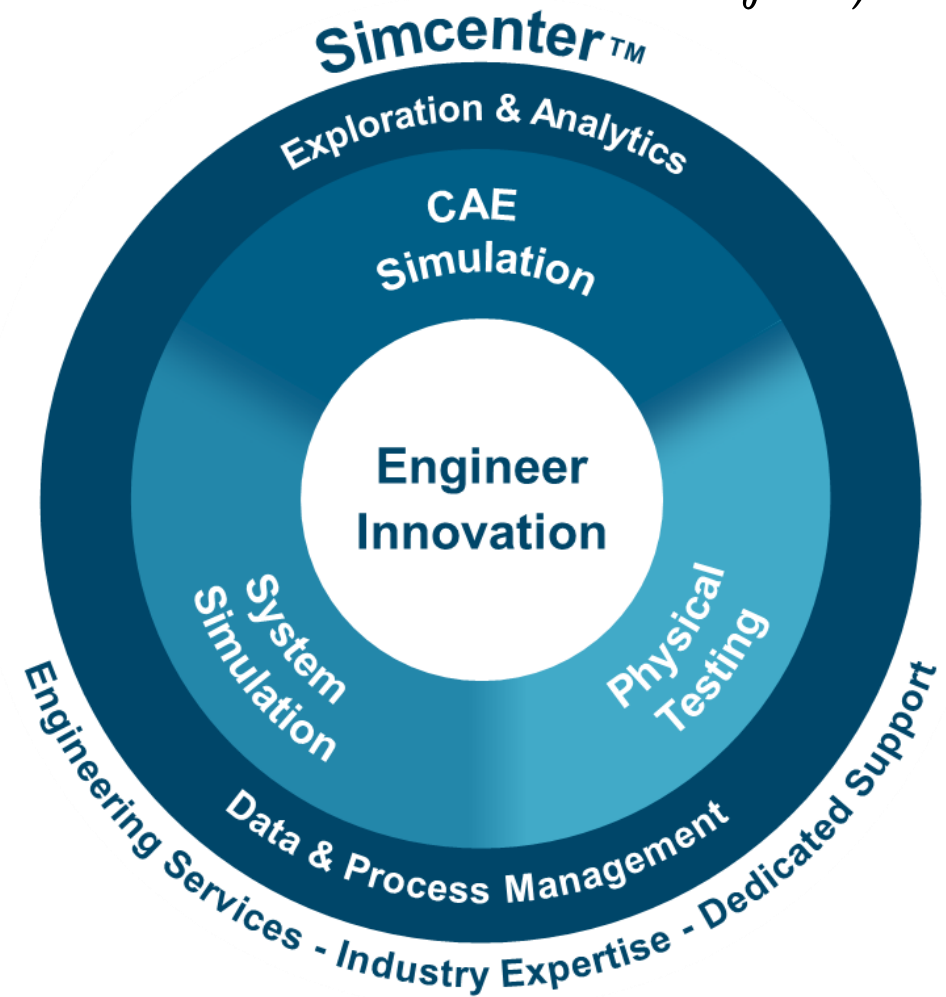 Simcenter™
Exploration & Analytics
CAE
Simulation
Engineer
Innovation
System
Simulation
Physical
Testing
Data & Process Management
Engineering Services - Industry Expertise - Dedicated Support